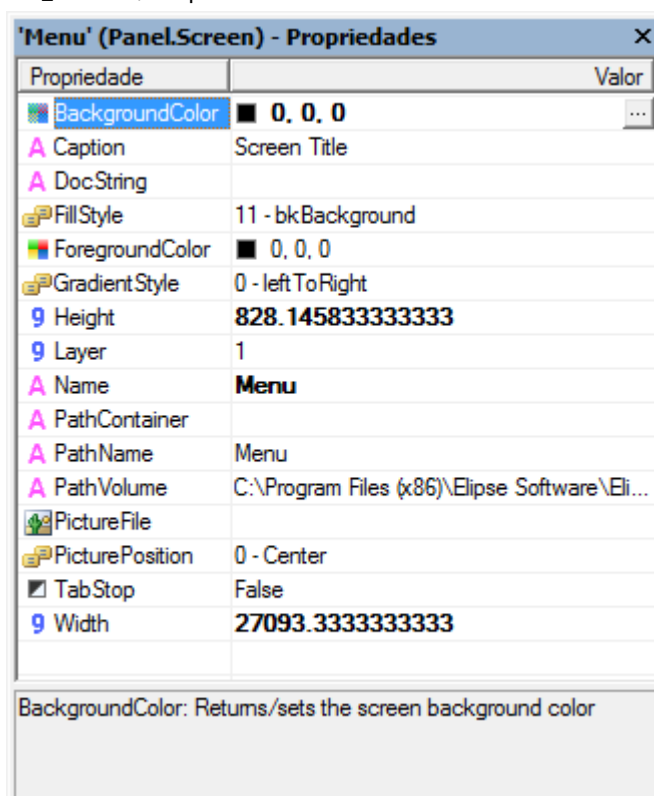 'Menu' (Panel.Screen) - Propriedades
Propriedade Valor
BackgroundColor 0, 0, 0 ...
A Caption Screen Title
A DocString
FillStyle 11 - bkBackground
ForegroundColor 0, 0, 0
GradientStyle 0 - leftToRight
9 Height 828.145833333333
9 Layer 1
A Name Menu
A PathContainer
A PathName Menu
A PathVolume C:\Program Files (x86)\Elipse Software\Eli...
PictureFile
PicturePosition 0 - Center
TabStop False
9 Width 27093.3333333333
BackgroundColor: Returns/sets the screen background color